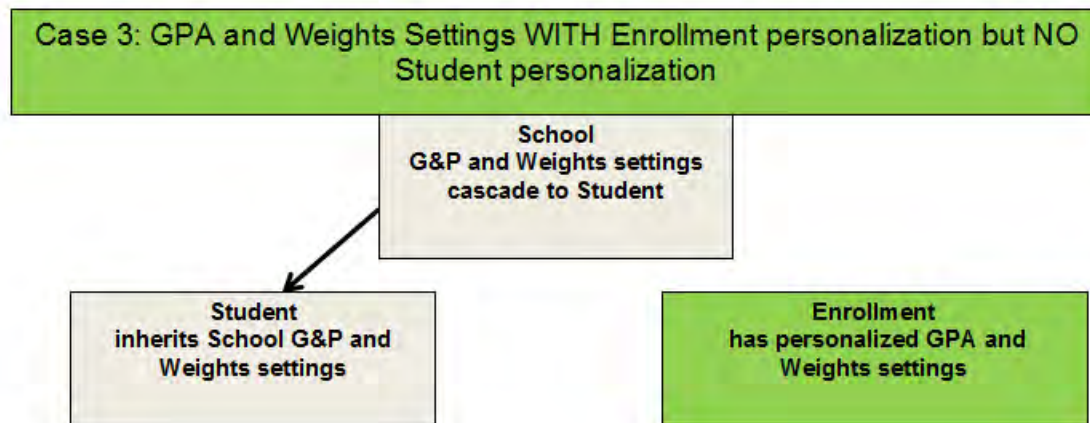 Case 3: GPA and Weights Settings WITH Enrollment personalization but NO
Student personalization
School
G&P and Weights settings
cascade to Student
Student
inherits School G&P and
Weights settings
Enrollment
has personalized GPA and
Weights settings